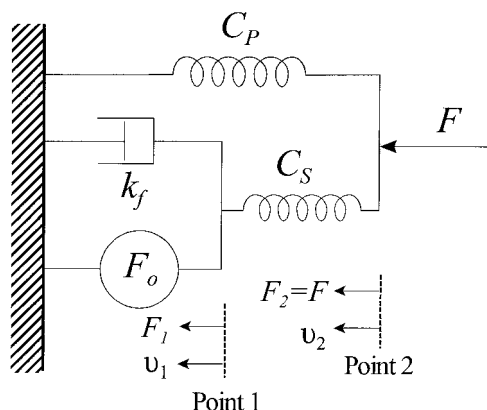 C_P
F
C_S
k_f
F_o
F_1
υ_1
Point 1
F_2=F
υ_2
Point 2